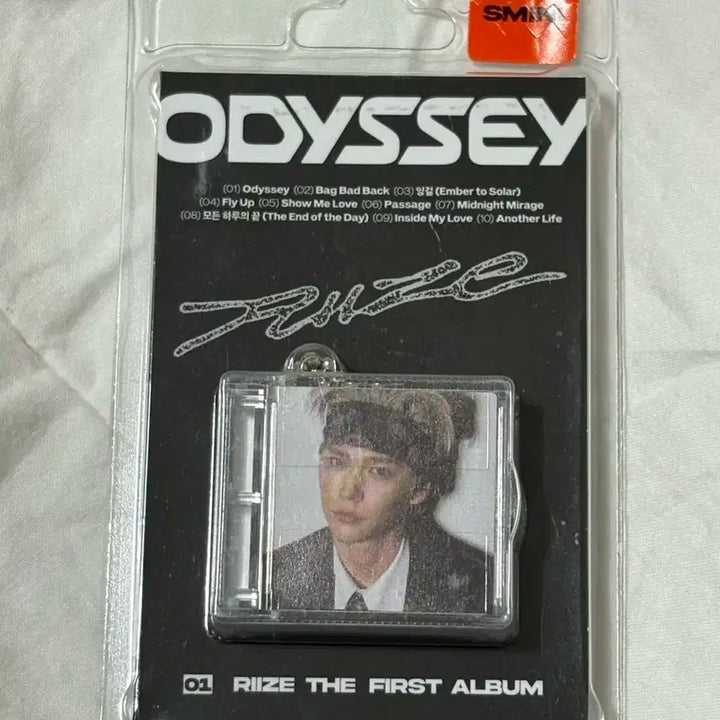 ODYSSEY
(01) Odyssey (02) Bag Bad Back (03) 잉걸 (Ember to Solar)
(04) Fly Up (05) Show Me Love (06) Passage (07) Midnight Mirage
(08) 모든 하루의 끝 (The End of the Day) (09) Inside My Love (10) Another Life
RIIZE
01 RIIZE THE FIRST ALBUM